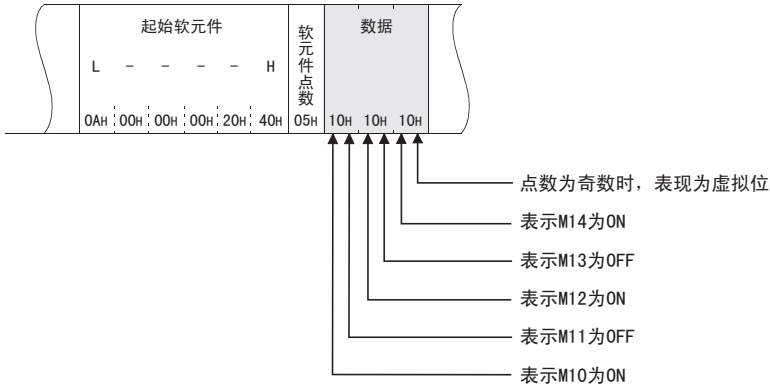 起始软元件
L - - - - H
0AH 00H 00H 00H 20H 40H
软元件点数
05H
数据
10H 10H 10H
点数为奇数时，表现为虚拟位
表示M14为ON
表示M13为OFF
表示M12为ON
表示M11为OFF
表示M10为ON